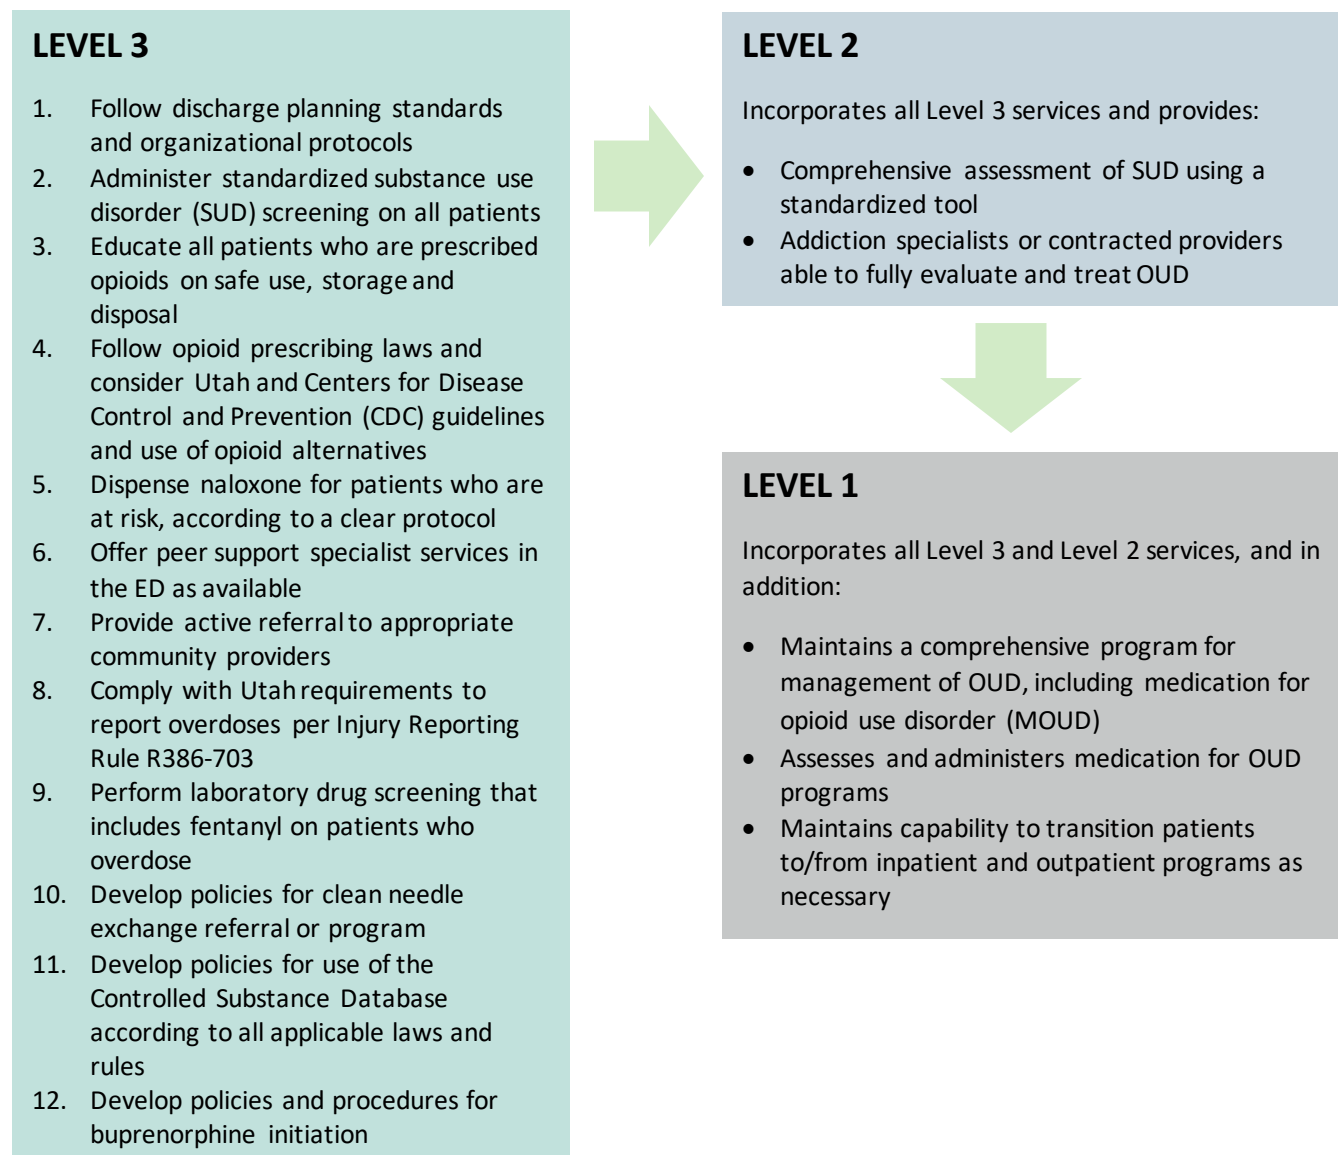 LEVEL 3
1. Follow discharge planning standards
and organizational protocols
2. Administer standardized substance use
disorder (SUD) screening on all patients
3. Educate all patients who are prescribed
opioids on safe use, storage and
disposal
4. Follow opioid prescribing laws and
consider Utah and Centers for Disease
Control and Prevention (CDC) guidelines
and use of opioid alternatives
5. Dispense naloxone for patients who are
at risk, according to a clear protocol
6. Offer peer support specialist services in
the ED as available
7. Provide active referral to appropriate
community providers
8. Comply with Utah requirements to
report overdoses per Injury Reporting
Rule R386-703
9. Perform laboratory drug screening that
includes fentanyl on patients who
overdose
10. Develop policies for clean needle
exchange referral or program
11. Develop policies for use of the
Controlled Substance Database
according to all applicable laws and
rules
12. Develop policies and procedures for
buprenorphine initiation
LEVEL 2
Incorporates all Level 3 services and provides:
• Comprehensive assessment of SUD using a
standardized tool
• Addiction specialists or contracted providers
able to fully evaluate and treat OUD
LEVEL 1
Incorporates all Level 3 and Level 2 services, and in
addition:
• Maintains a comprehensive program for
management of OUD, including medication for
opioid use disorder (MOUD)
• Assesses and administers medication for OUD
programs
• Maintains capability to transition patients
to/from inpatient and outpatient programs as
necessary